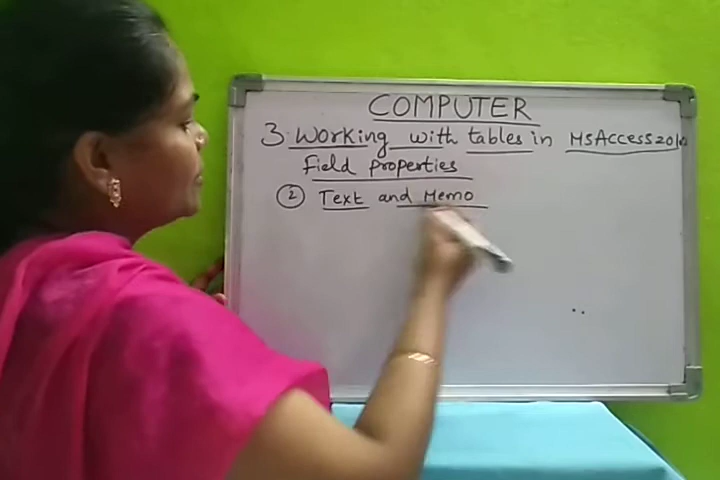 COMPUTER
3. Working with tables in MSAccess2010
Field properties
② Text and Memo